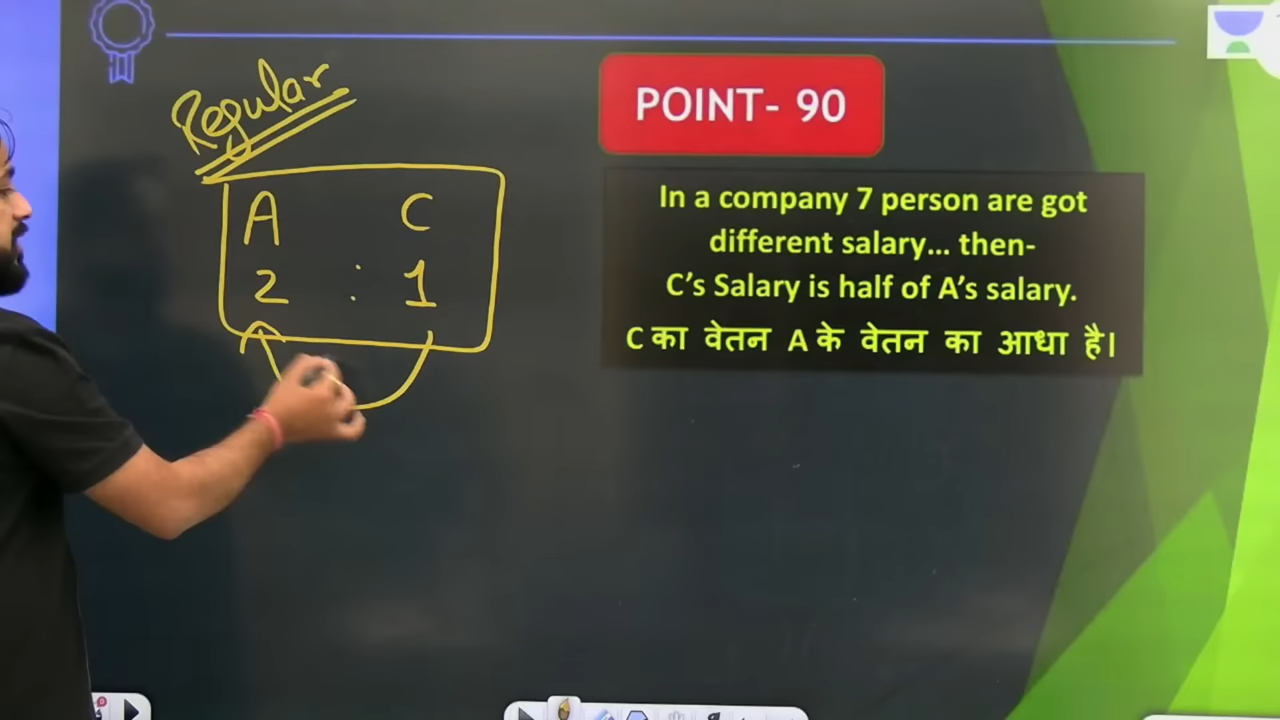 Regular
A C
2 : 1
POINT- 90
In a company 7 person are got
different salary... then-
C's Salary is half of A's salary.
C का वेतन A के वेतन का आधा है।